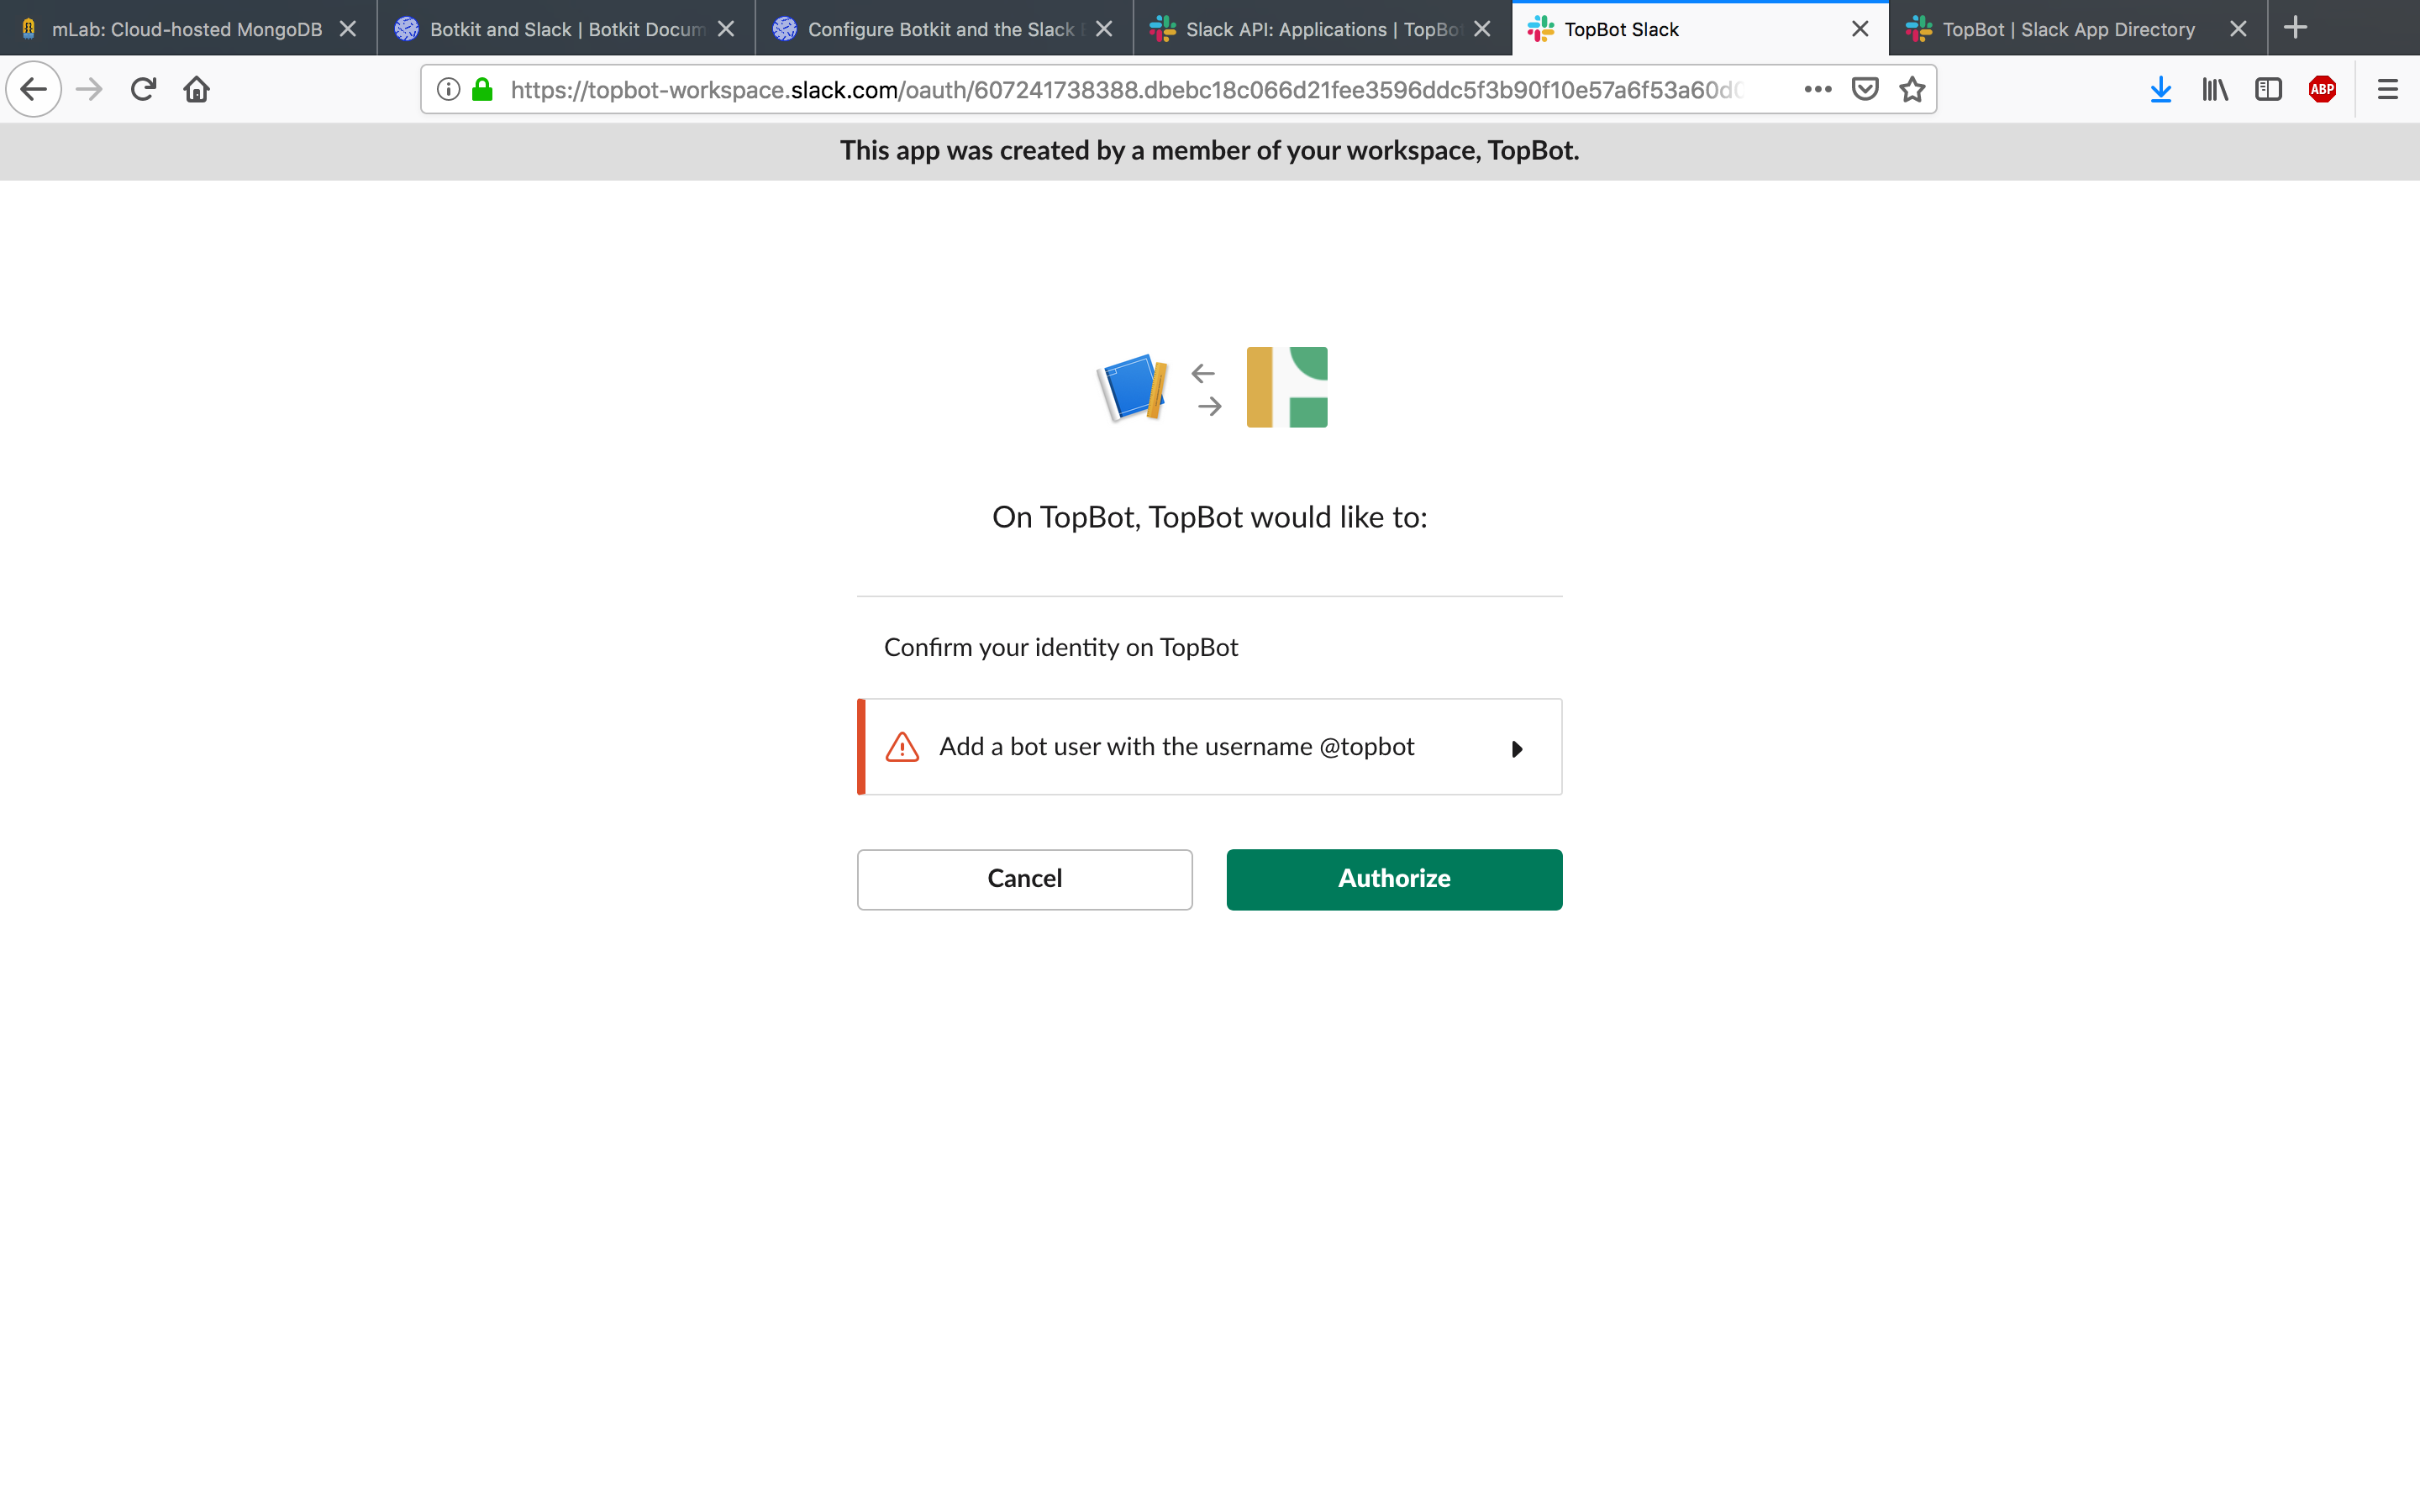 mLab: Cloud-hosted MongoDB
Botkit and Slack | Botkit Docum
Configure Botkit and the Slack
Slack API: Applications | TopBot
TopBot Slack
TopBot | Slack App Directory
https://topbot-workspace.slack.com/oauth/607241738388.dbebc18c066d21fee3596ddc5f3b90f10e57a6f53a60d
ABP
This app was created by a member of your workspace, TopBot.
On TopBot, TopBot would like to:
Confirm your identity on TopBot
Add a bot user with the username @topbot
Cancel
Authorize